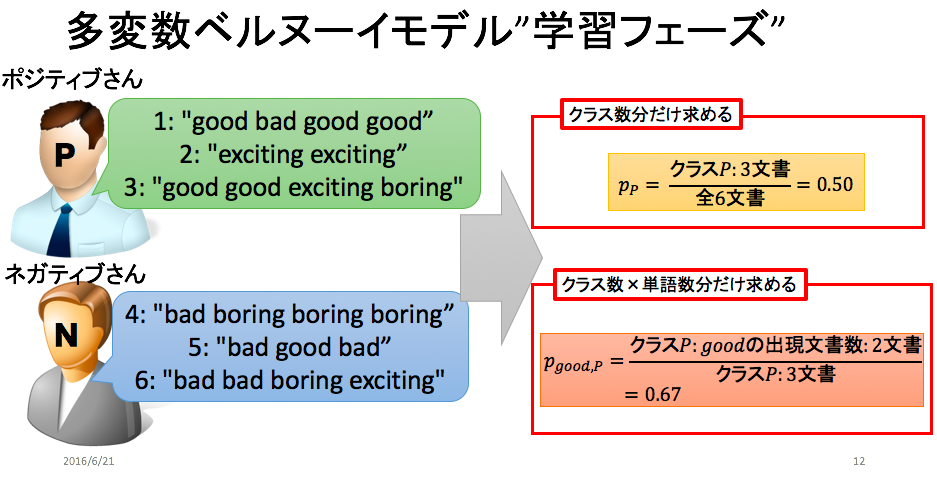 多変数ベルヌーイモデル”学習フェーズ”
ポジティブさん
P
1: "good bad good good”
2: "exciting exciting”
3: "good good exciting boring"
ネガティブさん
N
4: "bad boring boring boring”
5: "bad good bad”
6: "bad bad boring exciting"
クラス数分だけ求める
p_P = クラスP: 3文書 / 全6文書 = 0.50
クラス数×単語数分だけ求める
p_good,P = クラスP: goodの出現文書数: 2文書 / クラスP: 3文書
= 0.67
2016/6/21
12